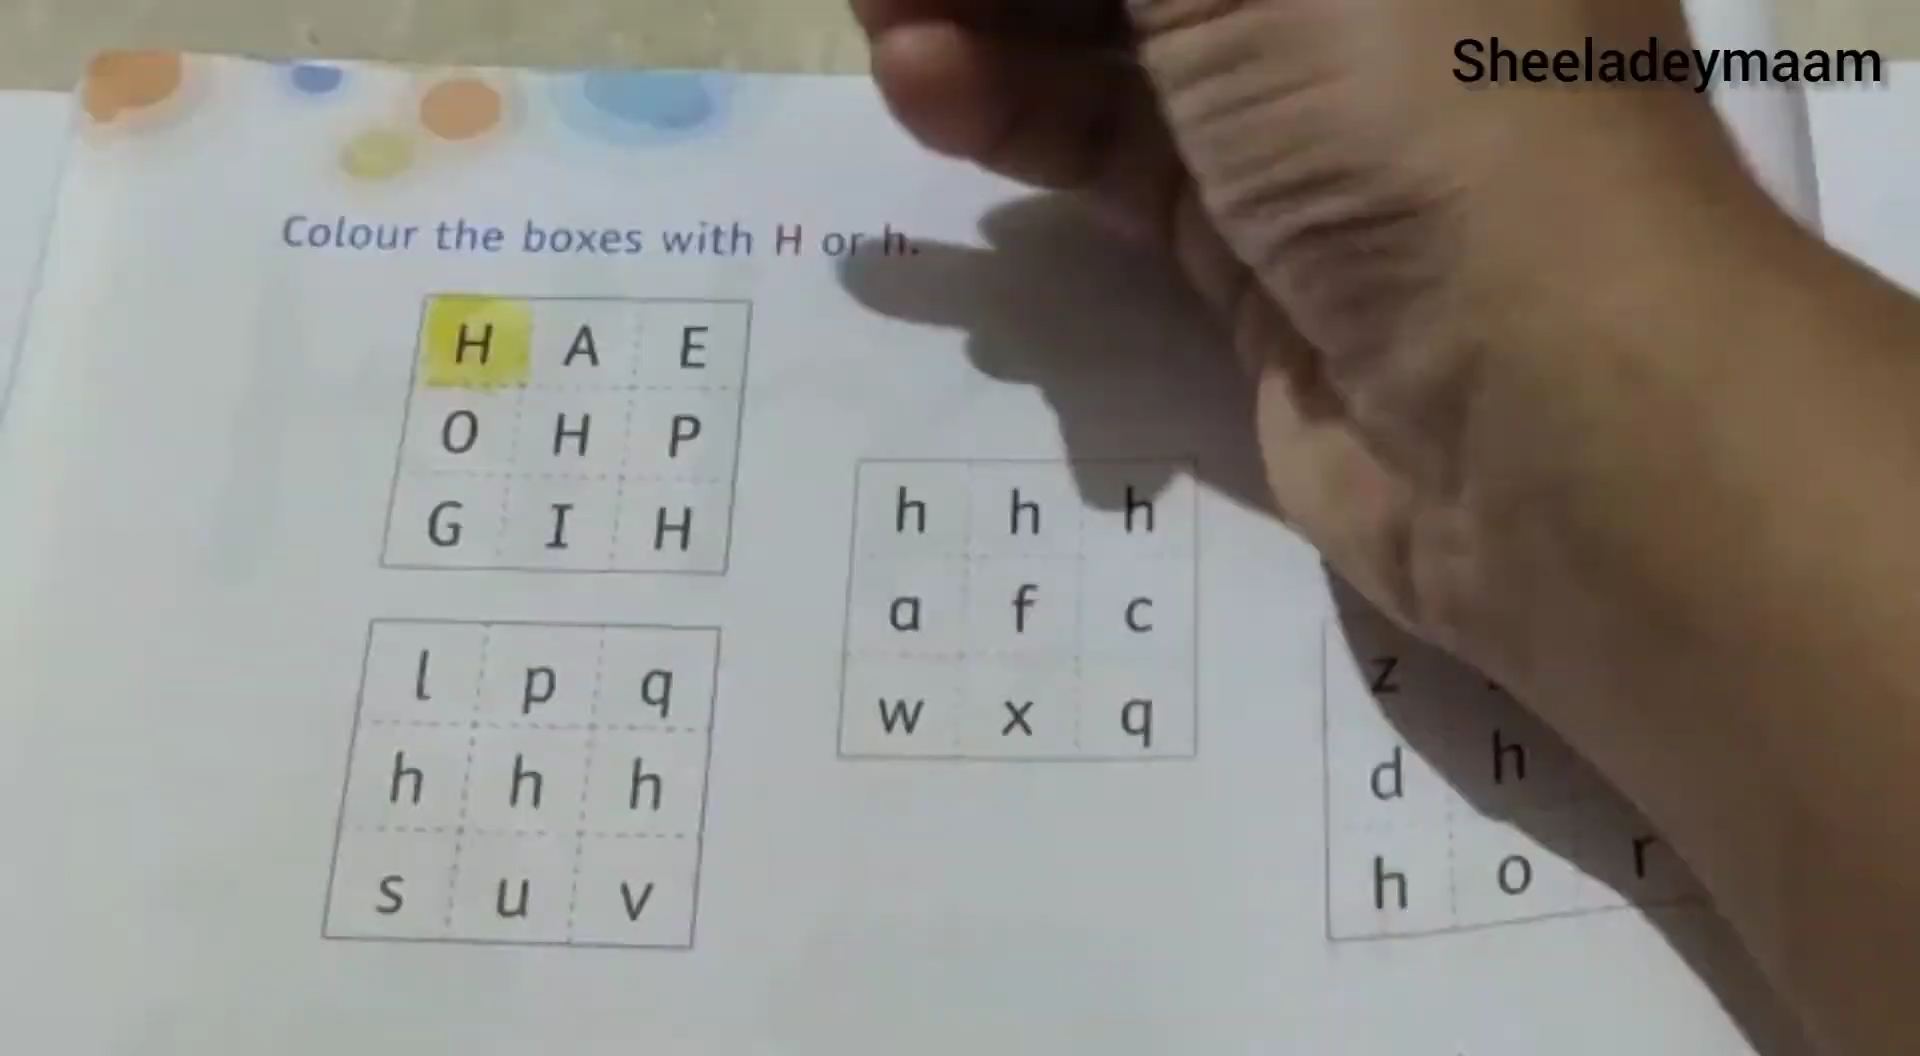 Sheeladeymaam
Colour the boxes with H or h.
H A E
O H P
G I H
h h h
a f c
w x q
l p q
h h h
s u v
z
d h
h o r